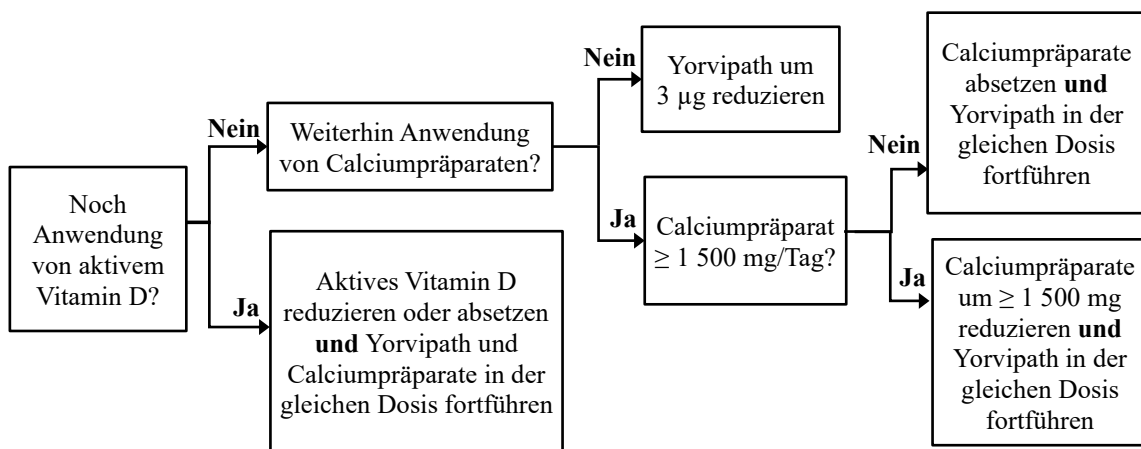 Noch
Anwendung
von aktivem
Vitamin D?
Nein
Weiterhin Anwendung
von Calciumpräparaten?
Ja
Aktives Vitamin D
reduzieren oder absetzen
und Yorvipath und
Calciumpräparate in der
gleichen Dosis fortführen
Nein
Yorvipath um
3 µg reduzieren
Ja
Calciumpräparat
≥ 1 500 mg/Tag?
Nein
Calciumpräparate
absetzen und
Yorvipath in der
gleichen Dosis
fortführen
Ja
Calciumpräparate
um ≥ 1 500 mg
reduzieren und
Yorvipath in der
gleichen Dosis
fortführen